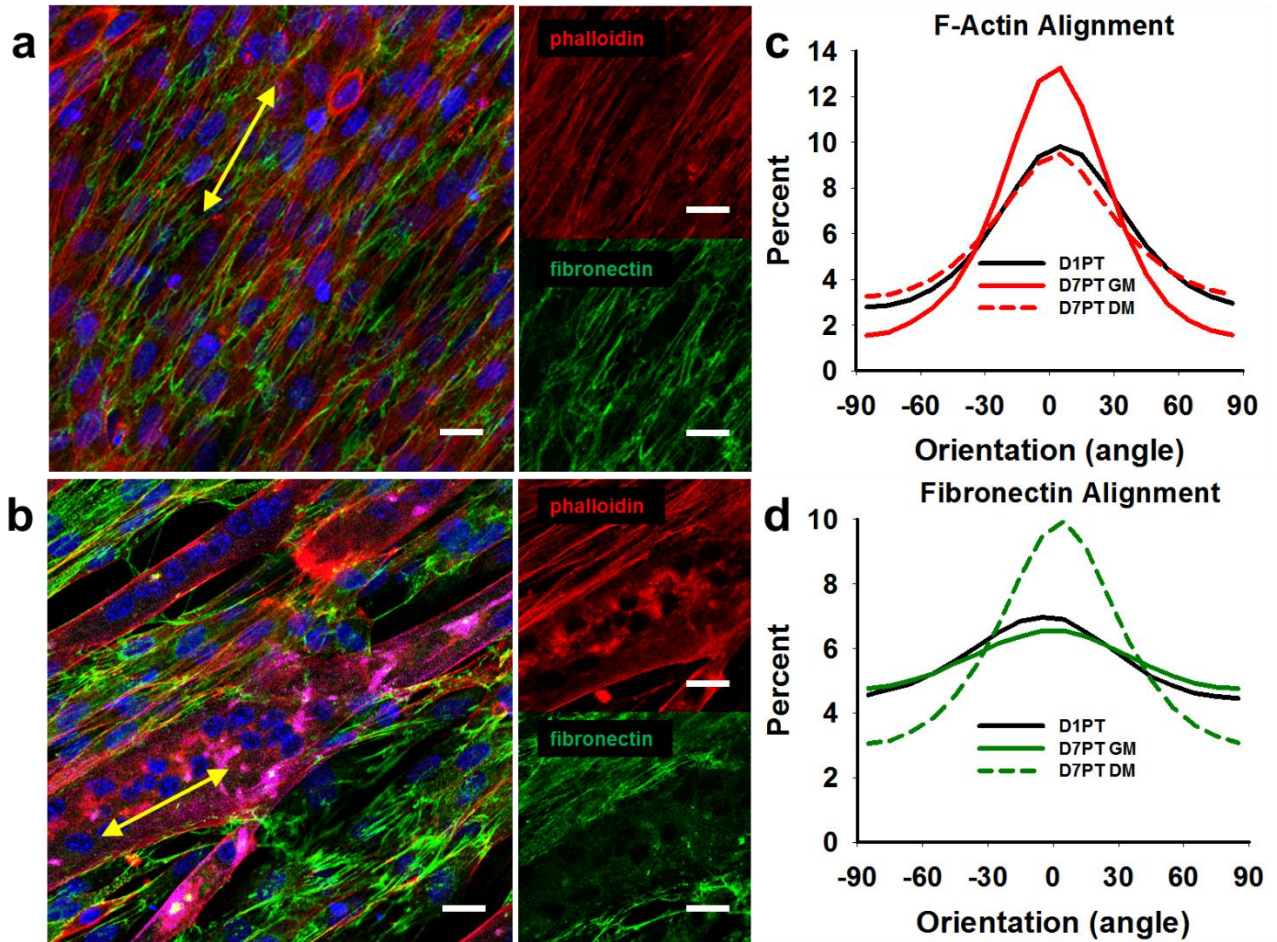 a
phalloidin
fibronectin
b
phalloidin
fibronectin
c
F-Actin Alignment
Percent
14
12
10
8
6
4
2
0
D1PT
D7PT GM
D7PT DM
-90 -60 -30 0 30 60 90
Orientation (angle)
d
Fibronectin Alignment
Percent
10
8
6
4
2
0
D1PT
D7PT GM
D7PT DM
-90 -60 -30 0 30 60 90
Orientation (angle)